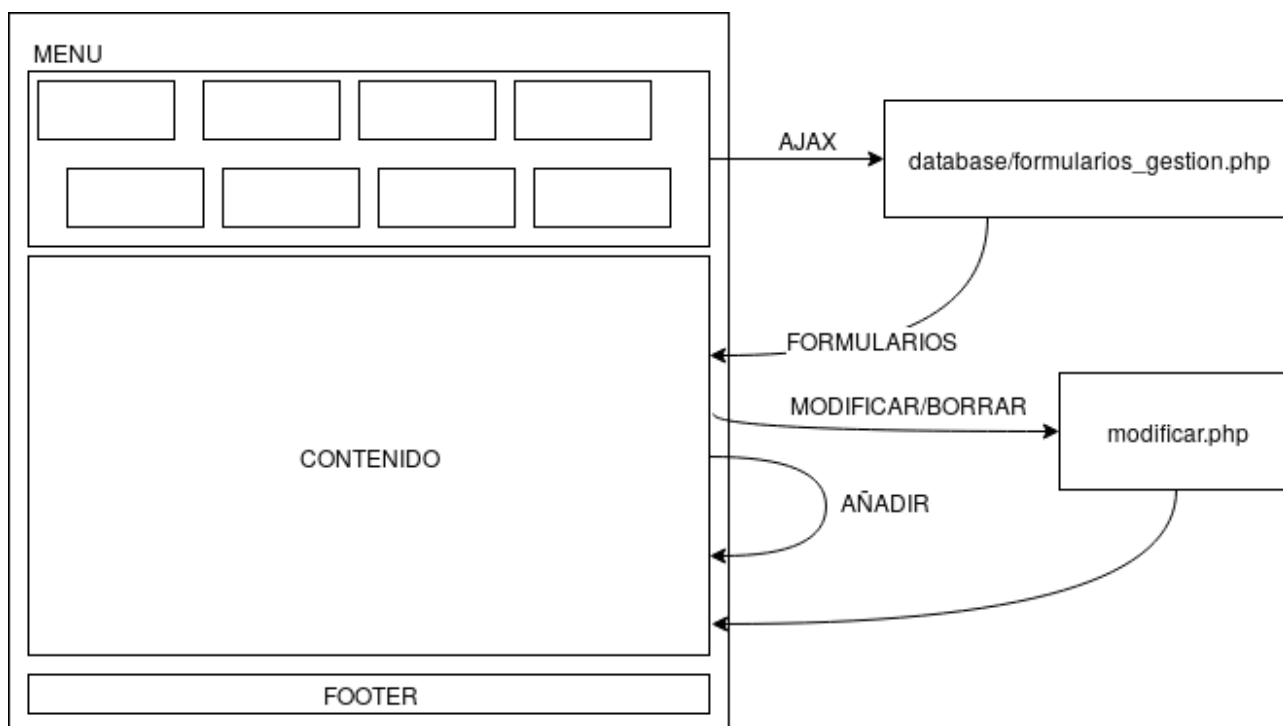 MENU
AJAX
database/formularios_gestion.php
FORMULARIOS
MODIFICAR/BORRAR
modificar.php
CONTENIDO
AÑADIR
FOOTER